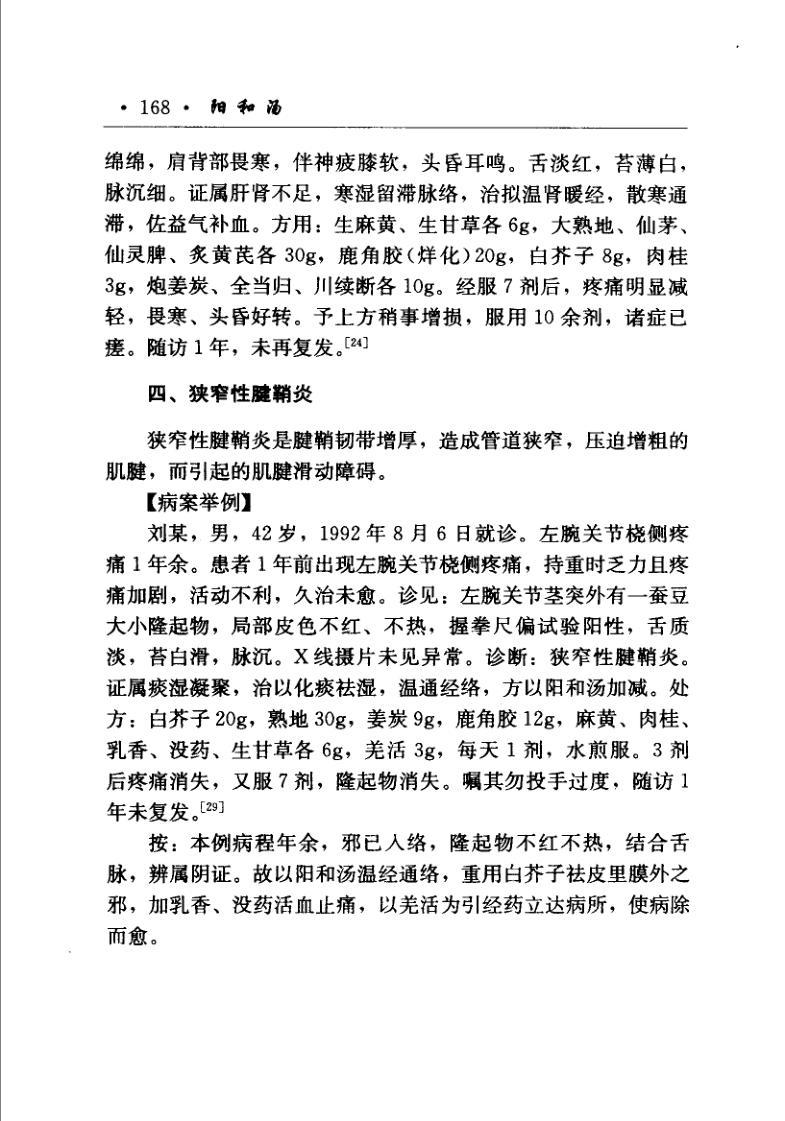 ·168· 阳和汤
绵绵，肩背部畏寒，伴神疲膝软，头昏耳鸣。舌淡红，苔薄白，
脉沉细。证属肝肾不足，寒湿留滞脉络，治拟温肾暖经，散寒通
滞，佐益气补血。方用：生麻黄、生甘草各 6g，大熟地、仙茅、
仙灵脾、炙黄芪各 30g，鹿角胶(烊化)20g，白芥子 8g，肉桂
3g，炮姜炭、全当归、川续断各 10g。经服 7 剂后，疼痛明显减
轻，畏寒、头昏好转。予上方稍事增损，服用 10 余剂，诸症已
瘥。随访 1 年，未再复发。[24]
四、狭窄性腱鞘炎
狭窄性腱鞘炎是腱鞘韧带增厚，造成管道狭窄，压迫增粗的
肌腱，而引起的肌腱滑动障碍。
【病案举例】
刘某，男，42 岁，1992 年 8 月 6 日就诊。左腕关节桡侧疼
痛 1 年余。患者 1 年前出现左腕关节桡侧疼痛，持重时乏力且疼
痛加剧，活动不利，久治未愈。诊见：左腕关节茎突外有一蚕豆
大小隆起物，局部皮色不红、不热，握拳尺偏试验阳性，舌质
淡，苔白滑，脉沉。X 线摄片未见异常。诊断：狭窄性腱鞘炎。
证属痰湿凝聚，治以化痰祛湿，温通经络，方以阳和汤加减。处
方：白芥子 20g，熟地 30g，姜炭 9g，鹿角胶 12g，麻黄、肉桂、
乳香、没药、生甘草各 6g，羌活 3g，每天 1 剂，水煎服。3 剂
后疼痛消失，又服 7 剂，隆起物消失。嘱其勿投手过度，随访 1
年未复发。[29]
按：本例病程年余，邪已入络，隆起物不红不热，结合舌
脉，辨属阴证。故以阳和汤温经通络，重用白芥子祛皮里膜外之
邪，加乳香、没药活血止痛，以羌活为引经药立达病所，使病除
而愈。